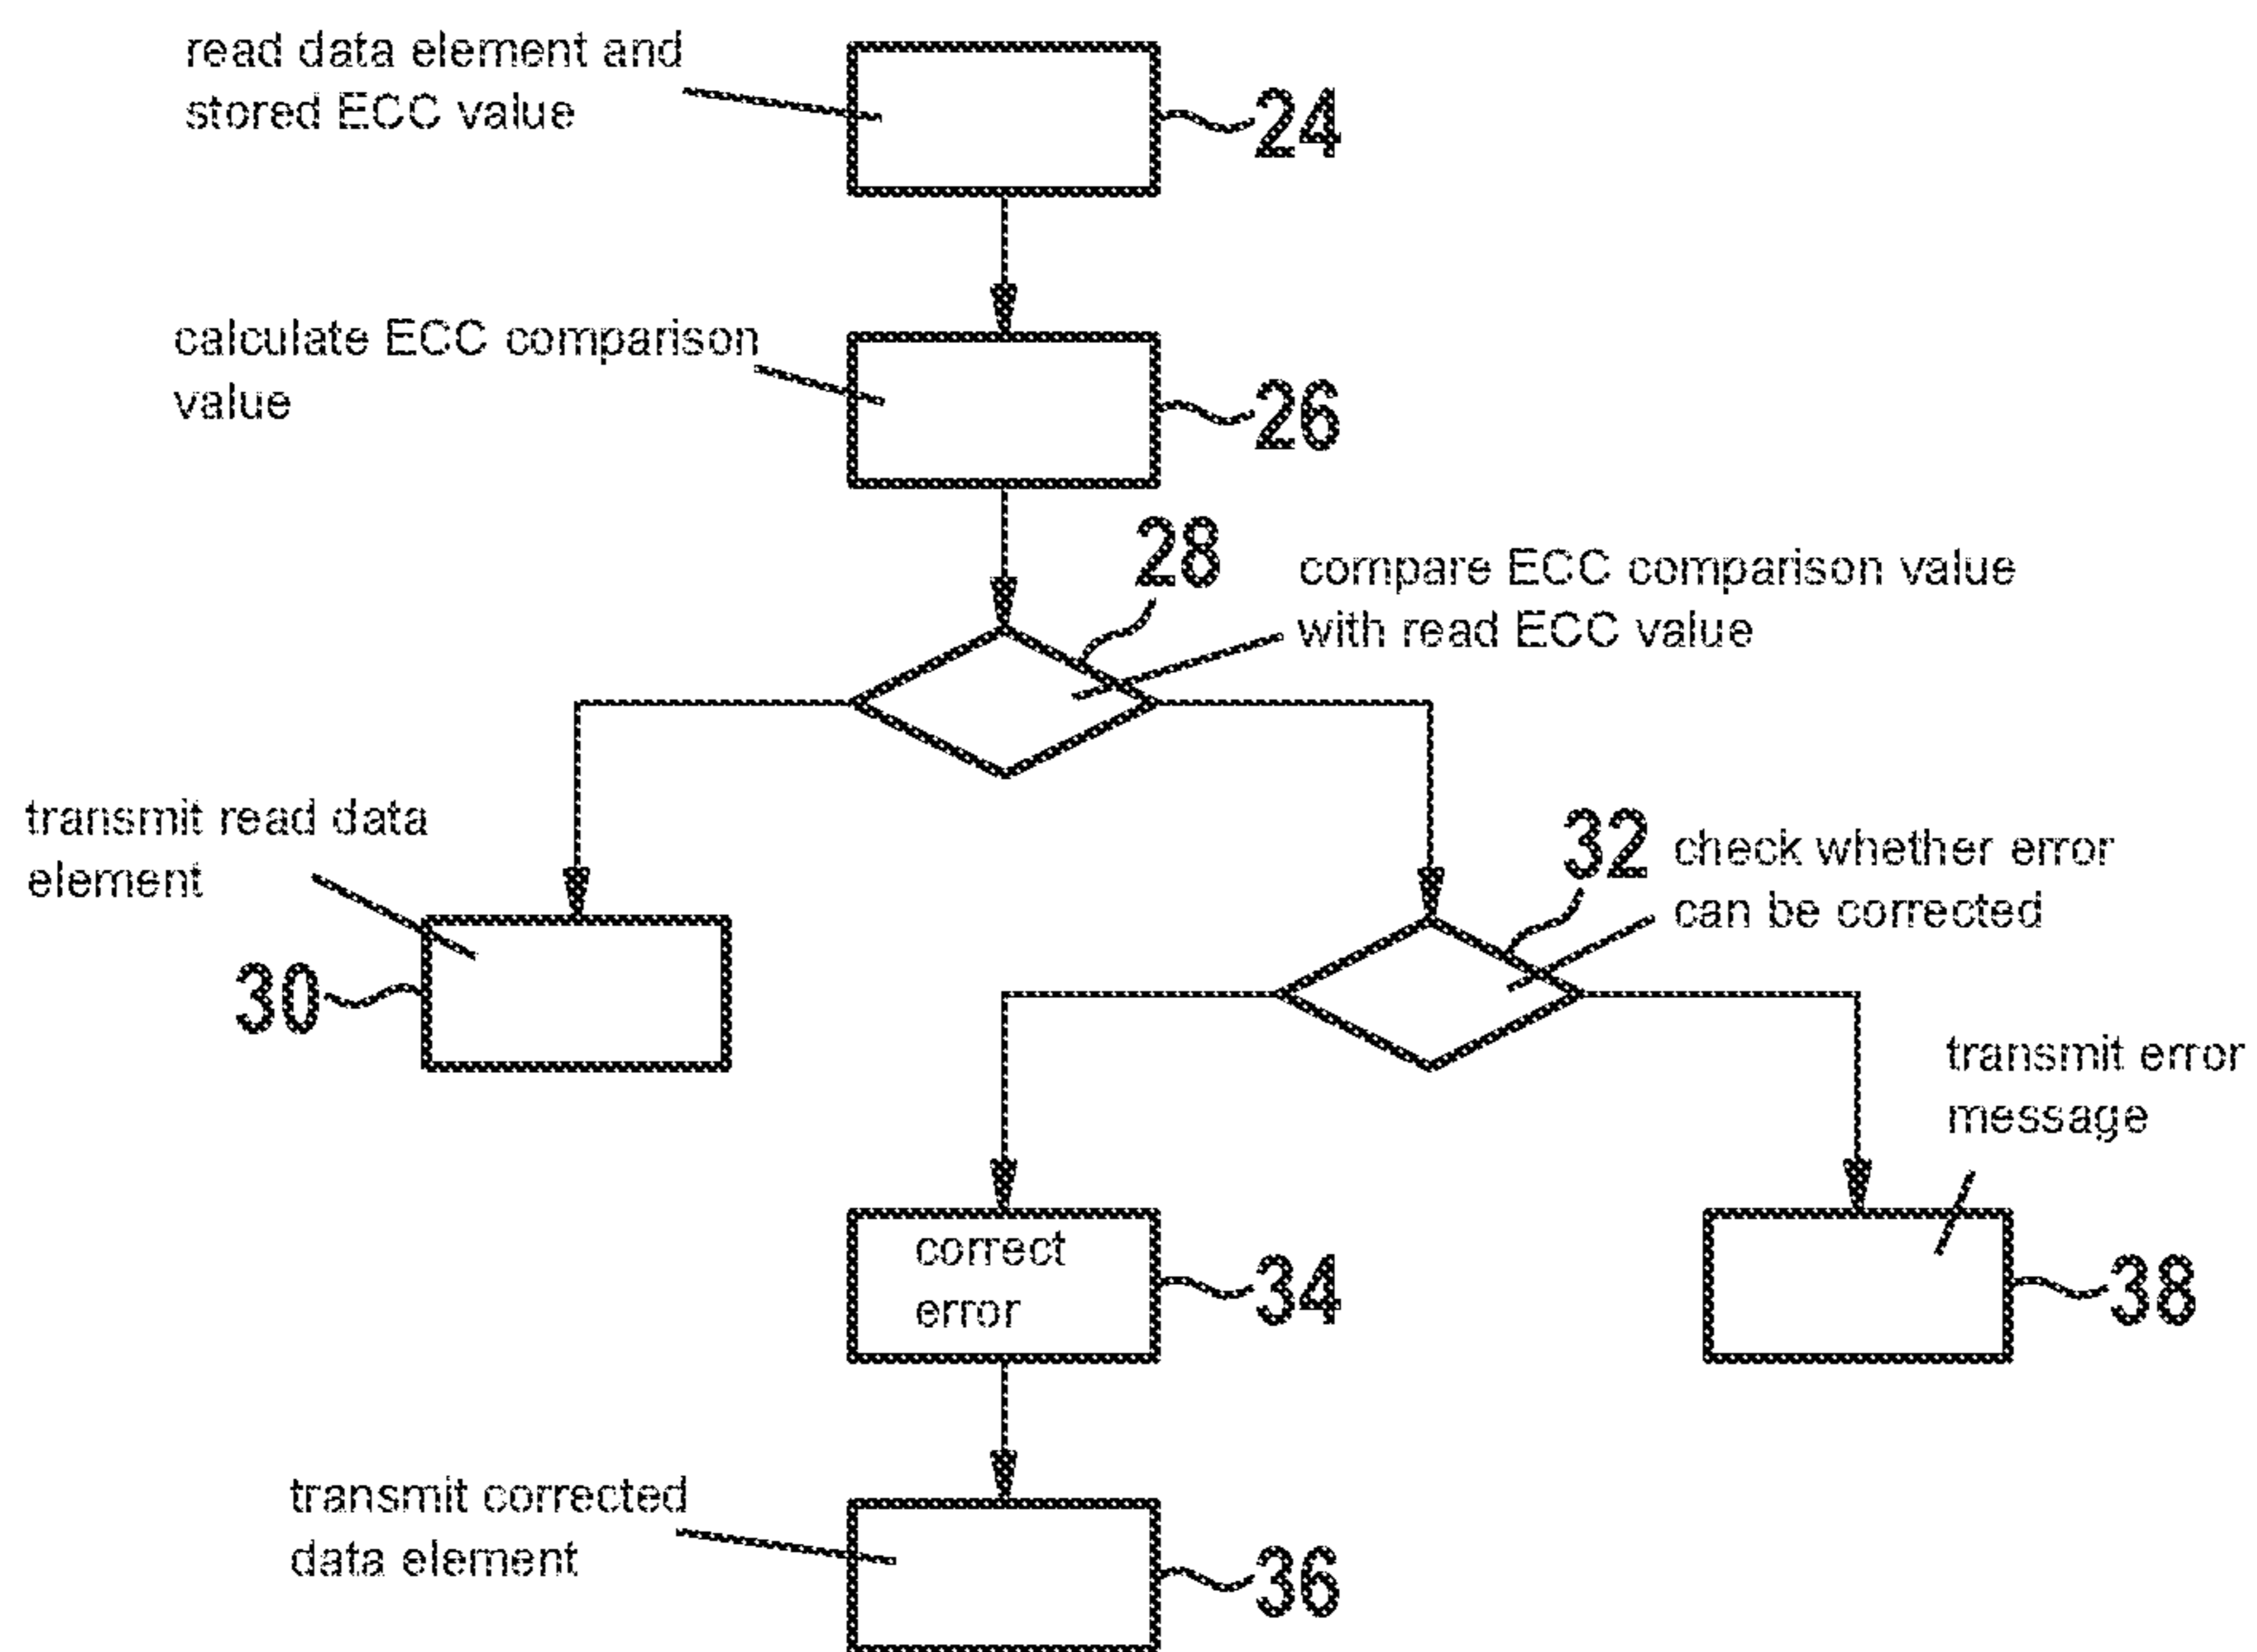 read data element and
stored ECC value
24
calculate ECC comparison
value
26
28
compare ECC comparison value
with read ECC value
transmit read data
element
30
32
check whether error
can be corrected
transmit error
message
correct
error
34
38
transmit corrected
data element
36